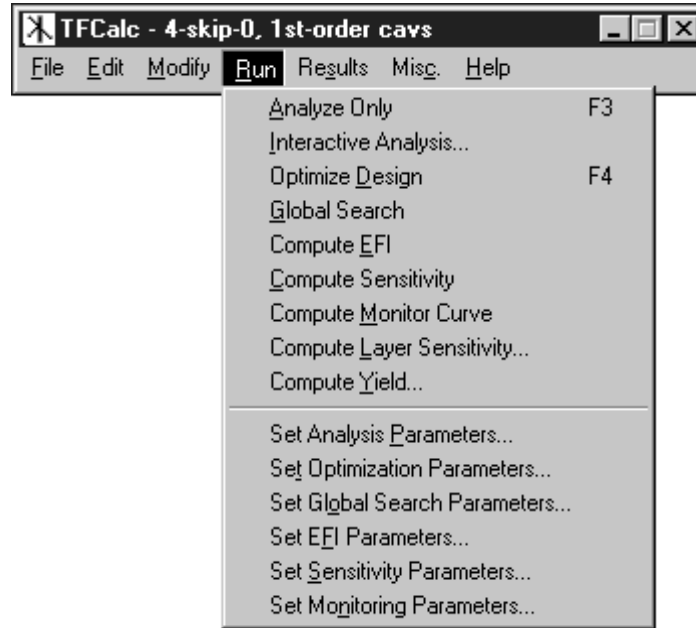 TFCalc - 4-skip-0, 1st-order cavs
File Edit Modify Run Results Misc. Help
Analyze Only F3
Interactive Analysis...
Optimize Design F4
Global Search
Compute EFI
Compute Sensitivity
Compute Monitor Curve
Compute Layer Sensitivity...
Compute Yield...
Set Analysis Parameters...
Set Optimization Parameters...
Set Global Search Parameters...
Set EFI Parameters...
Set Sensitivity Parameters...
Set Monitoring Parameters...